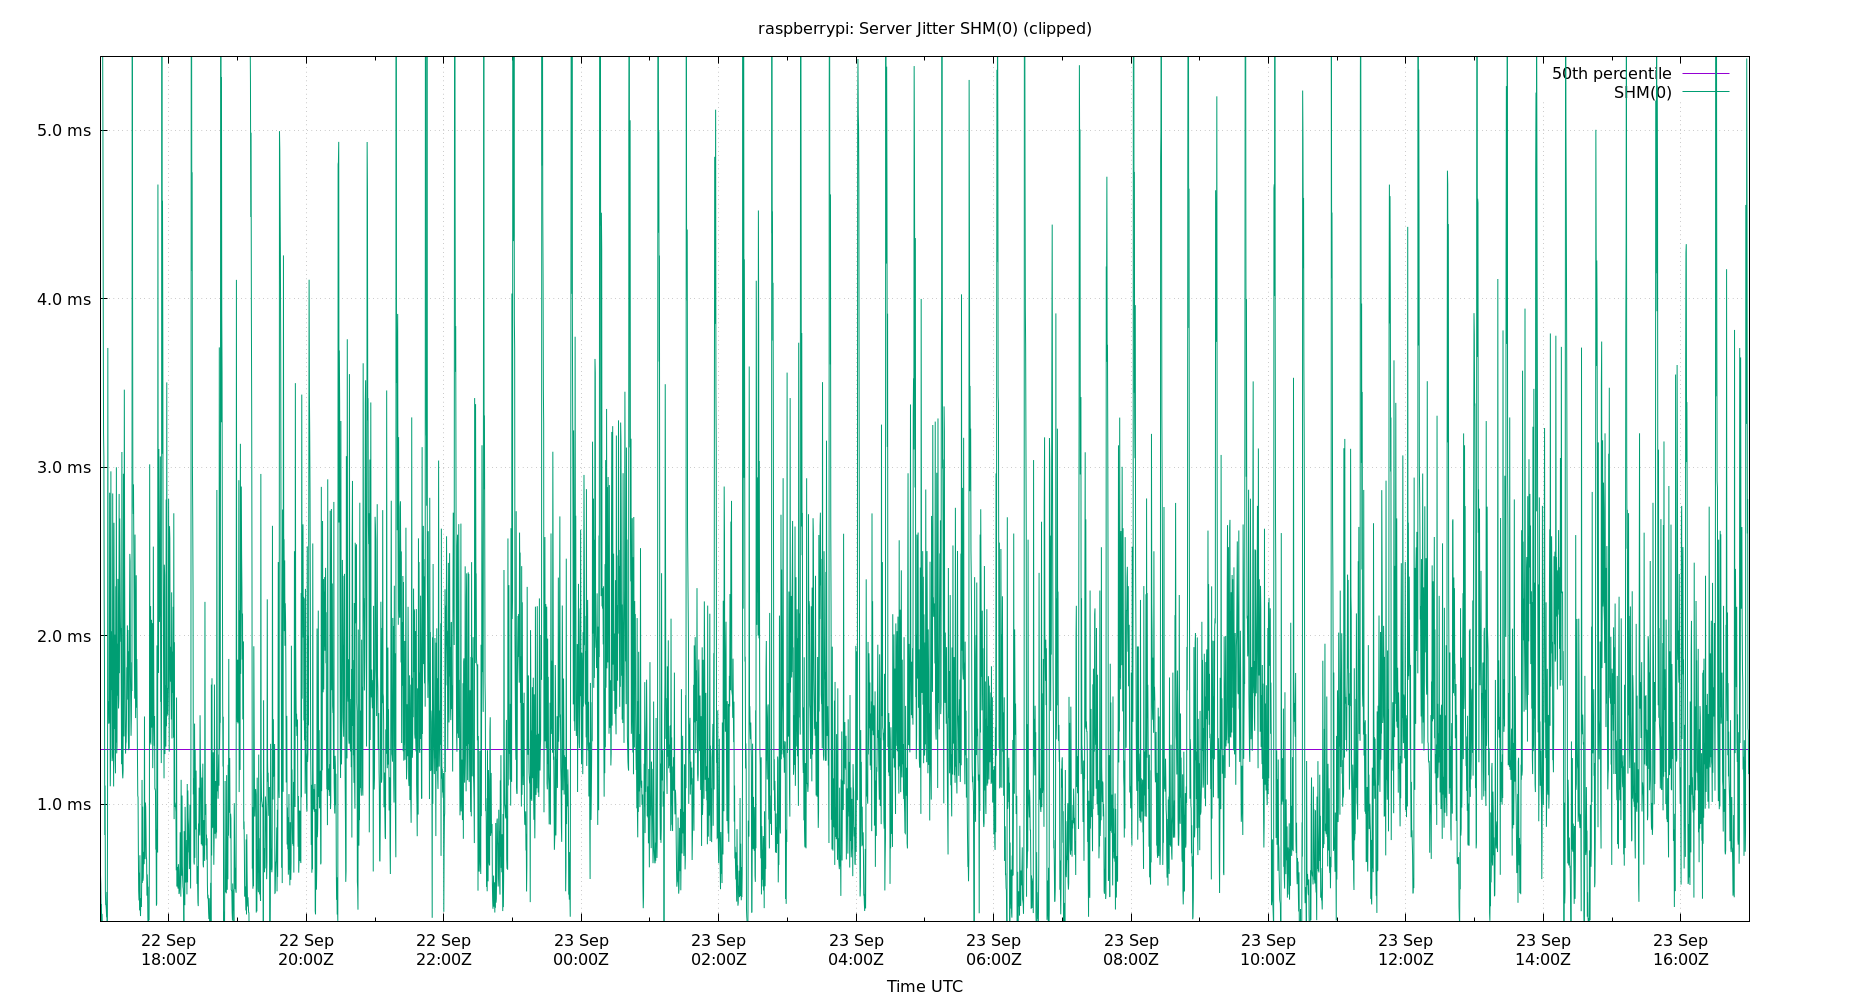 raspberrypi: Server Jitter SHM(0) (clipped)
50th percentile
SHM(0)
5.0 ms
4.0 ms
3.0 ms
2.0 ms
1.0 ms
22 Sep 22 Sep 22 Sep 23 Sep 23 Sep 23 Sep 23 Sep 23 Sep 23 Sep 23 Sep 23 Sep 23 Sep
18:00Z 20:00Z 22:00Z 00:00Z 02:00Z 04:00Z 06:00Z 08:00Z 10:00Z 12:00Z 14:00Z 16:00Z
Time UTC